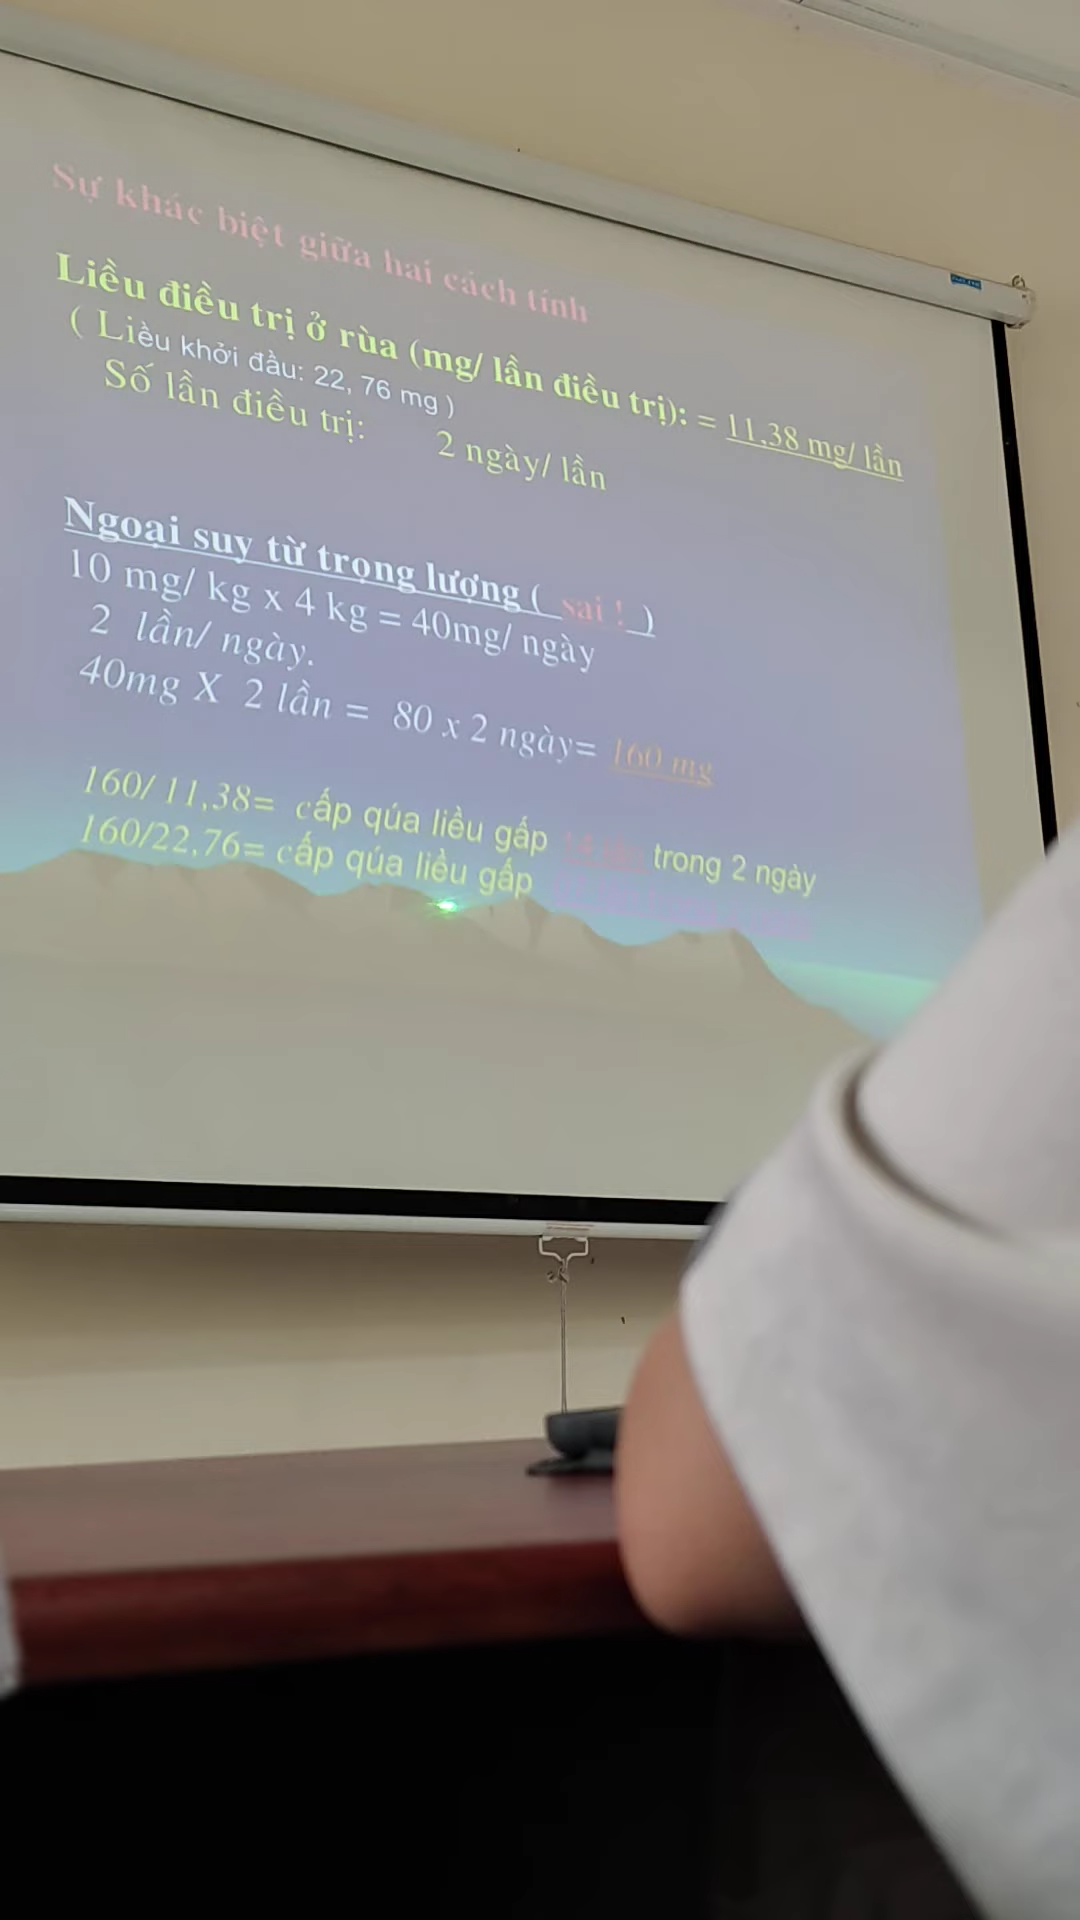 Sự khác biệt giữa hai cách tính
Liều điều trị ở rùa (mg/ lần điều trị): = 11,38 mg/ lần
( Liều khởi đầu: 22, 76 mg )
Số lần điều trị: 2 ngày/ lần
Ngoại suy từ trọng lượng ( sai ! )
10 mg/ kg x 4 kg = 40mg/ ngày
2 lần/ ngày.
40mg X 2 lần = 80 x 2 ngày= 160 mg
160/ 11,38= cấp qúa liều gấp 14 lần trong 2 ngày
160/22,76= cấp qúa liều gấp